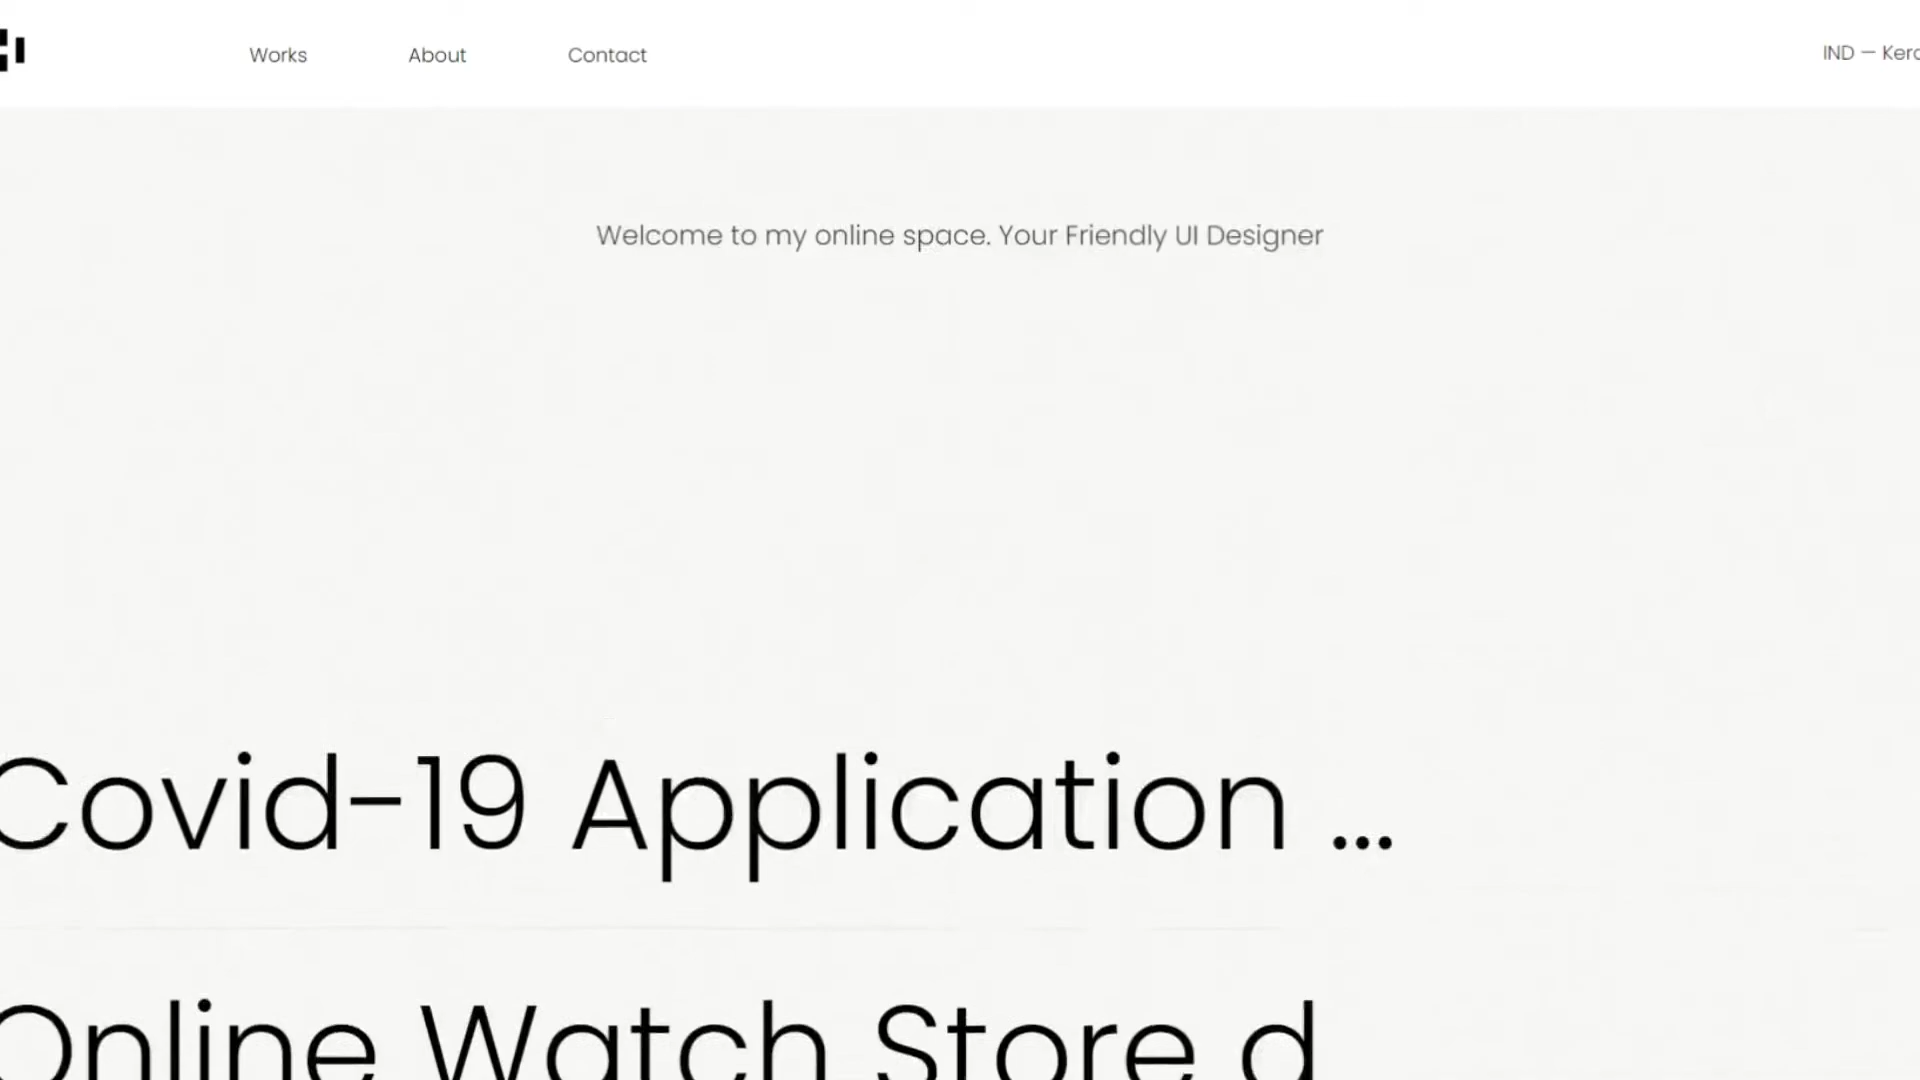 Works About Contact IND — Kera
Welcome to my online space. Your Friendly UI Designer
Covid-19 Application ...
Online Watch Store d